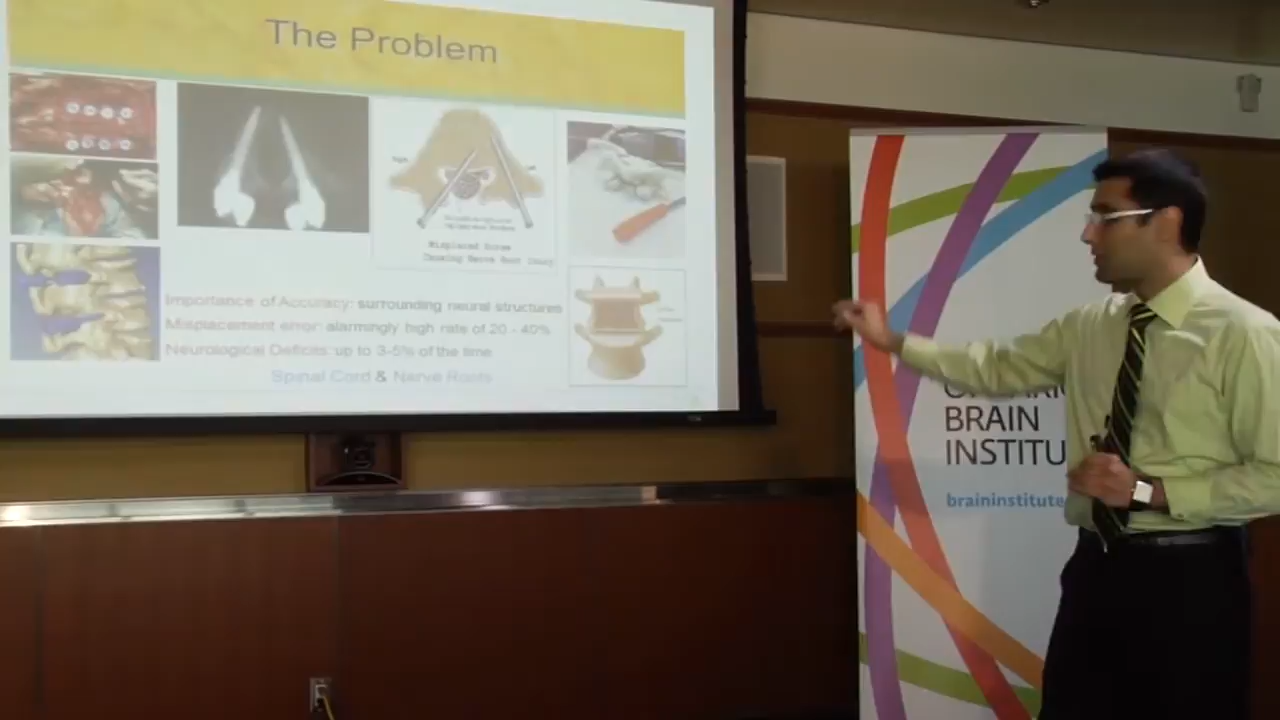 The Problem
Misplaced Screw
Causing Nerve Root Injury
Importance of Accuracy: surrounding neural structures
Misplacement error: alarmingly high rate of 20 - 40%
Neurological Deficits: up to 3-5% of the time
Spinal Cord & Nerve Roots
BRAIN
INSTITU
braininstitute